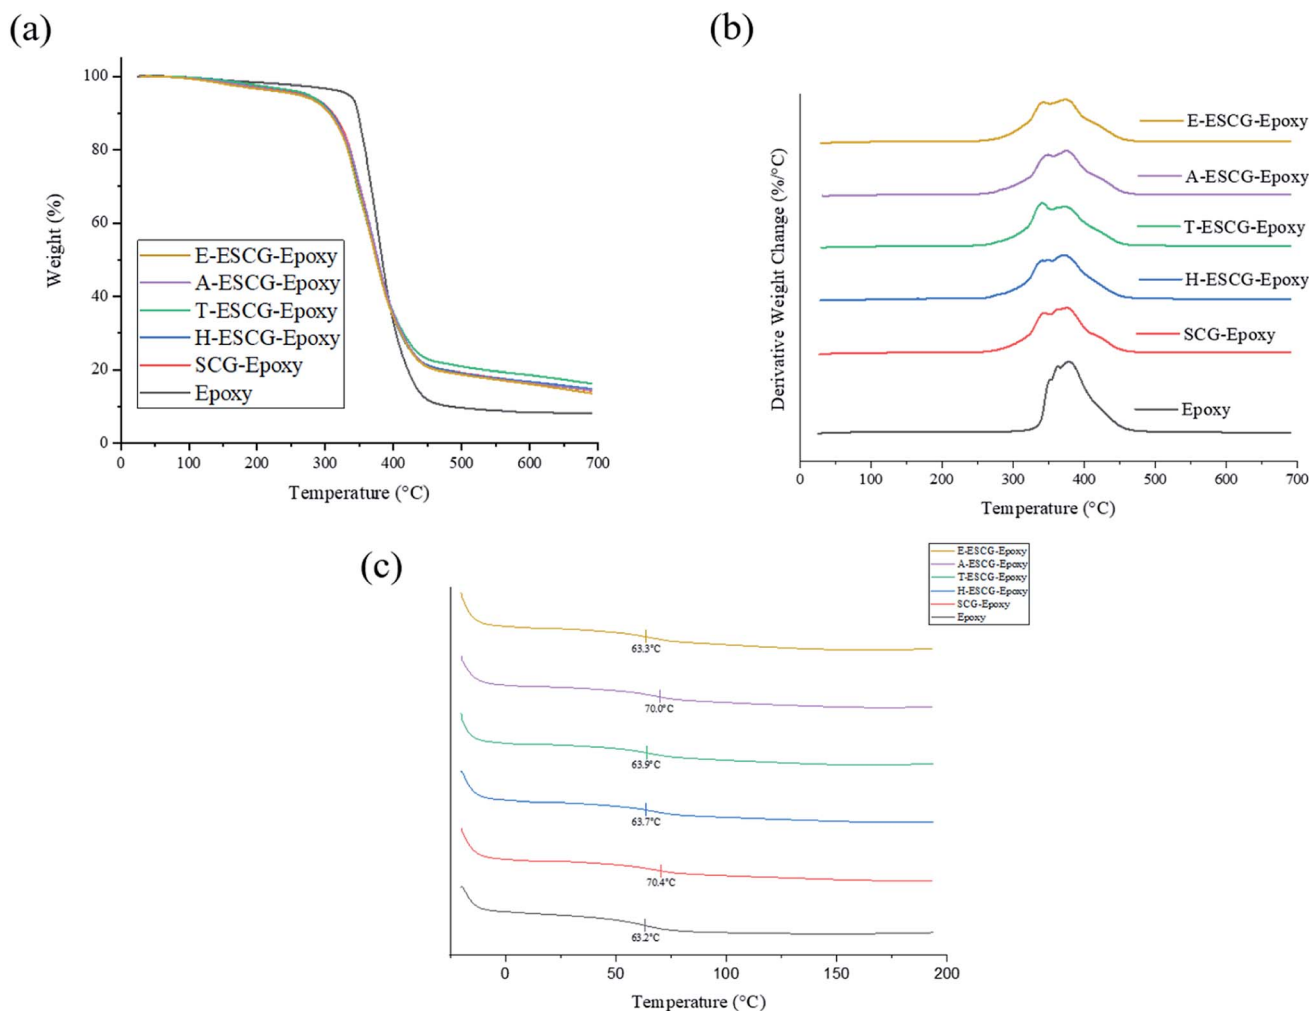 (a)
100
80
60
40
20
0
Weight (%)
E-ESCG-Epoxy
A-ESCG-Epoxy
T-ESCG-Epoxy
H-ESCG-Epoxy
SCG-Epoxy
Epoxy
0 100 200 300 400 500 600 700
Temperature (°C)
(b)
Derivative Weight Change (%/°C)
E-ESCG-Epoxy
A-ESCG-Epoxy
T-ESCG-Epoxy
H-ESCG-Epoxy
SCG-Epoxy
Epoxy
0 100 200 300 400 500 600 700
Temperature (°C)
(c)
E-ESCG-Epoxy
A-ESCG-Epoxy
T-ESCG-Epoxy
H-ESCG-Epoxy
SCG-Epoxy
Epoxy
63.3°C
70.0°C
63.9°C
63.7°C
70.4°C
63.2°C
0 50 100 150 200
Temperature (°C)